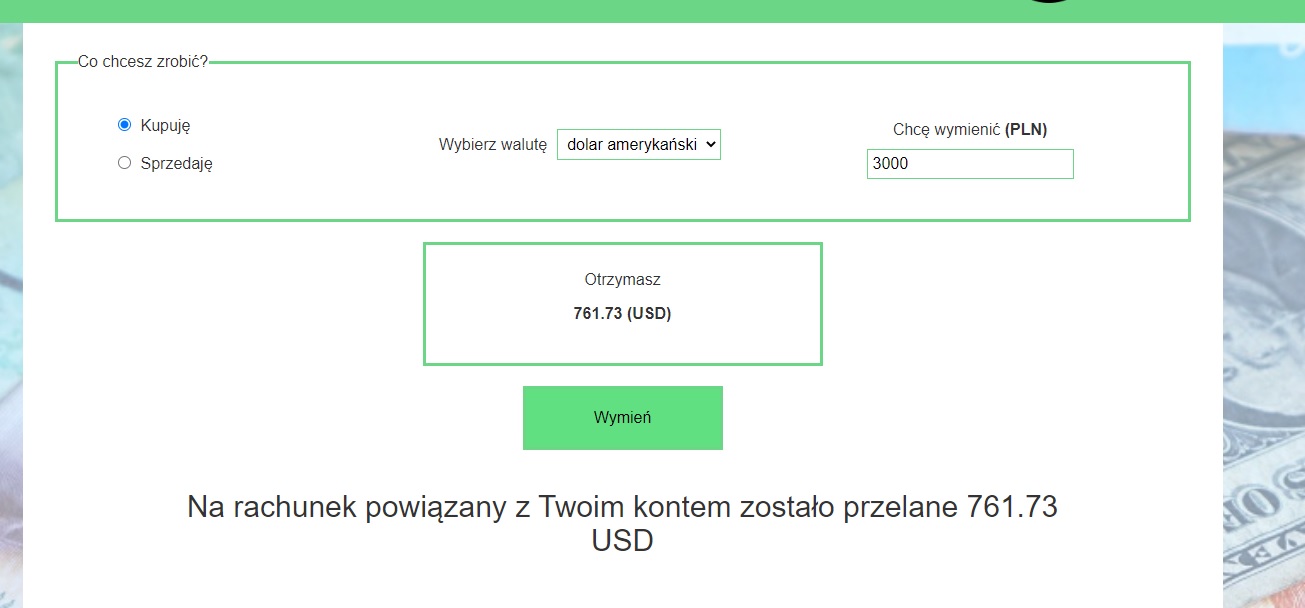 Co chcesz zrobić?
Kupuję
Sprzedaję
Wybierz walutę dolar amerykański
Chcę wymienić (PLN)
3000
Otrzymasz
761.73 (USD)
Wymień
Na rachunek powiązany z Twoim kontem zostało przelane 761.73
USD